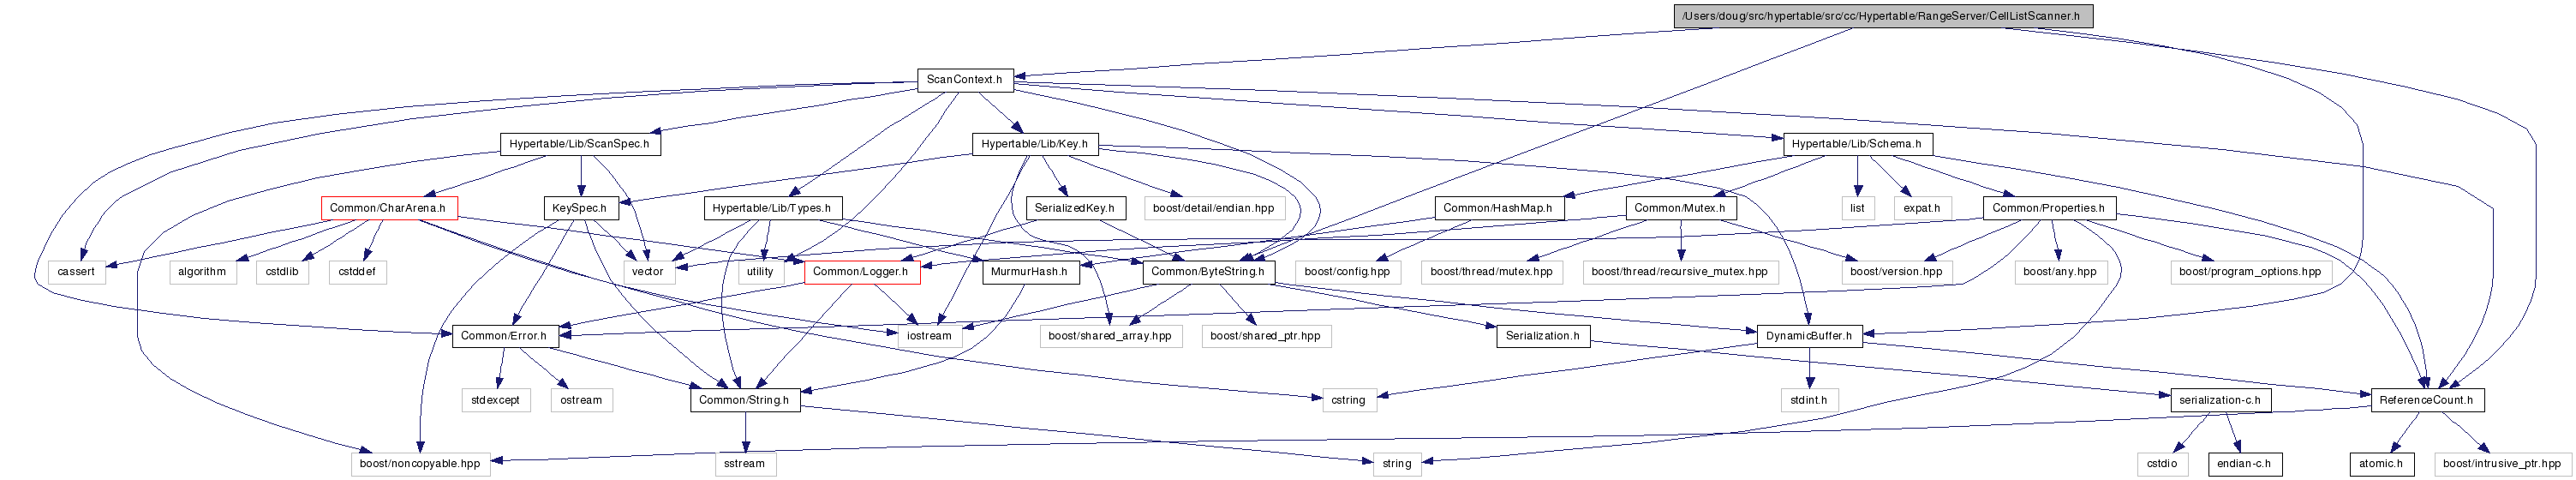 /Users/doug/src/hypertable/src/cc/Hypertable/RangeServer/CellListScanner.h
ScanContext.h
Hypertable/Lib/ScanSpec.h
Hypertable/Lib/Key.h
Hypertable/Lib/Schema.h
Common/CharArena.h
KeySpec.h
Hypertable/Lib/Types.h
SerializedKey.h
boost/detail/endian.hpp
Common/HashMap.h
Common/Mutex.h
list
expat.h
Common/Properties.h
cassert
algorithm
cstdlib
cstddef
vector
utility
Common/Logger.h
MurmurHash.h
Common/ByteString.h
boost/config.hpp
boost/thread/mutex.hpp
boost/thread/recursive_mutex.hpp
boost/version.hpp
boost/any.hpp
boost/program_options.hpp
Common/Error.h
iostream
boost/shared_array.hpp
boost/shared_ptr.hpp
Serialization.h
DynamicBuffer.h
stdexcept
ostream
Common/String.h
cstring
stdint.h
serialization-c.h
ReferenceCount.h
boost/noncopyable.hpp
sstream
string
cstdio
endian-c.h
atomic.h
boost/intrusive_ptr.hpp